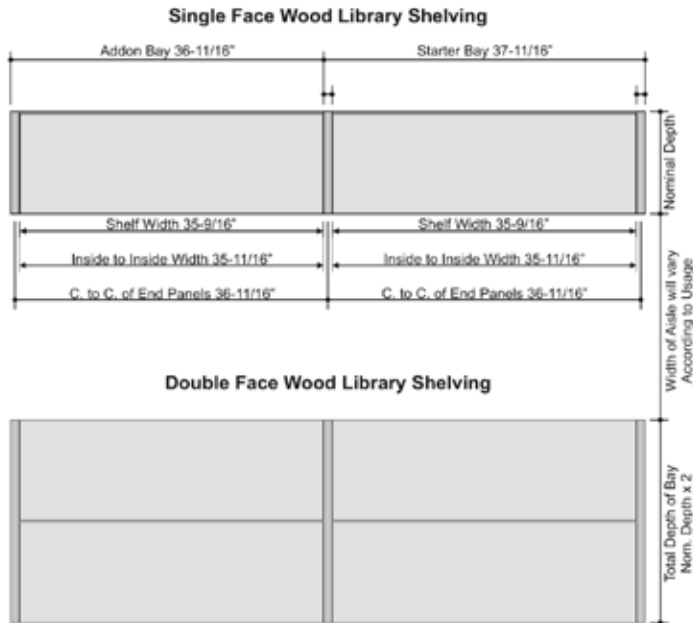 Single Face Wood Library Shelving
Addon Bay 36-11/16"
Starter Bay 37-11/16"
Nominal Depth
Shelf Width 35-9/16"
Shelf Width 35-9/16"
Inside to Inside Width 35-11/16"
Inside to Inside Width 35-11/16"
C. to C. of End Panels 36-11/16"
C. to C. of End Panels 36-11/16"
Width of Aisle will vary
According to Usage
Double Face Wood Library Shelving
Total Depth of Bay
Nom. Depth x 2